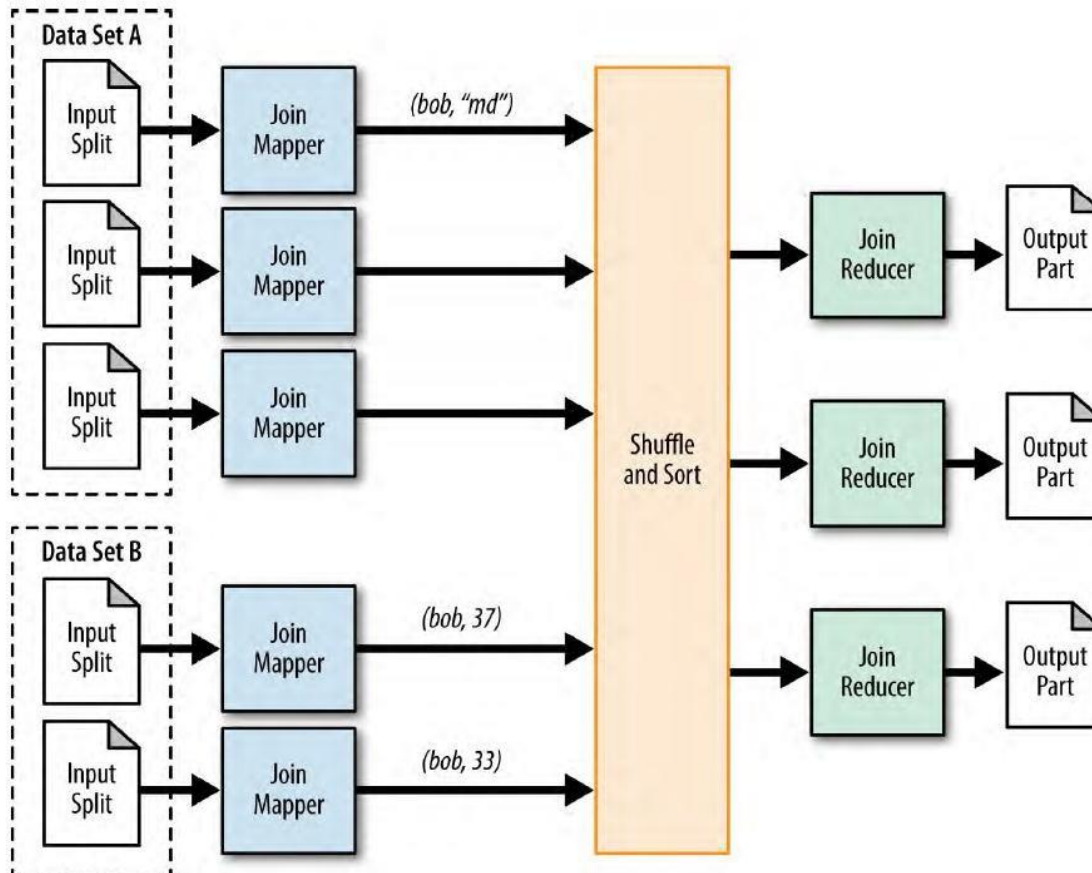 Data Set A
Input
Split
Join
Mapper
(bob, “md”)
Input
Split
Join
Mapper
Input
Split
Join
Mapper
Data Set B
Input
Split
Join
Mapper
(bob, 37)
Input
Split
Join
Mapper
(bob, 33)
Shuffle
and Sort
Join
Reducer
Output
Part
Join
Reducer
Output
Part
Join
Reducer
Output
Part